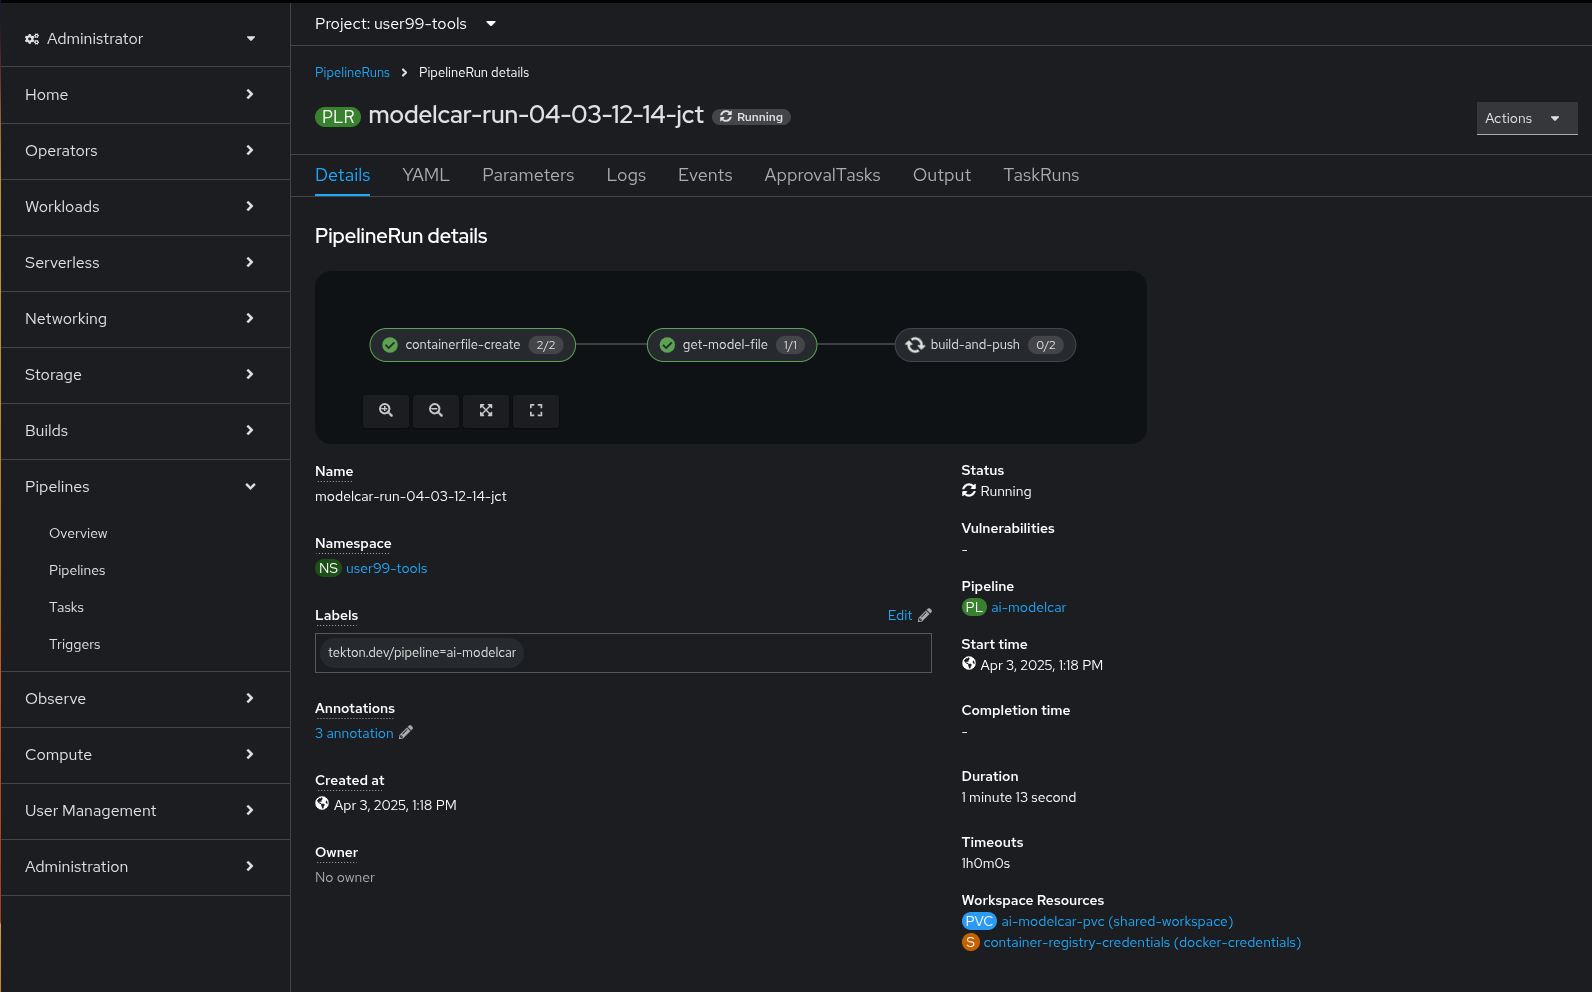 Administrator
Home
Operators
Workloads
Serverless
Networking
Storage
Builds
Pipelines
Overview
Pipelines
Tasks
Triggers
Observe
Compute
User Management
Administration
Project: user99-tools
PipelineRuns PipelineRun details
PLR modelcar-run-04-03-12-14-jct Running
Actions
Details YAML Parameters Logs Events ApprovalTasks Output TaskRuns
PipelineRun details
containerfile-create 2/2 get-model-file 1/1 build-and-push 0/2
Name
modelcar-run-04-03-12-14-jct
Namespace
NS user99-tools
Labels Edit
tekton.dev/pipeline=ai-modelcar
Annotations
3 annotation
Created at
Apr 3, 2025, 1:18 PM
Owner
No owner
Status
Running
Vulnerabilities
-
Pipeline
PL ai-modelcar
Start time
Apr 3, 2025, 1:18 PM
Completion time
-
Duration
1 minute 13 second
Timeouts
1h0m0s
Workspace Resources
PVC ai-modelcar-pvc (shared-workspace)
S container-registry-credentials (docker-credentials)